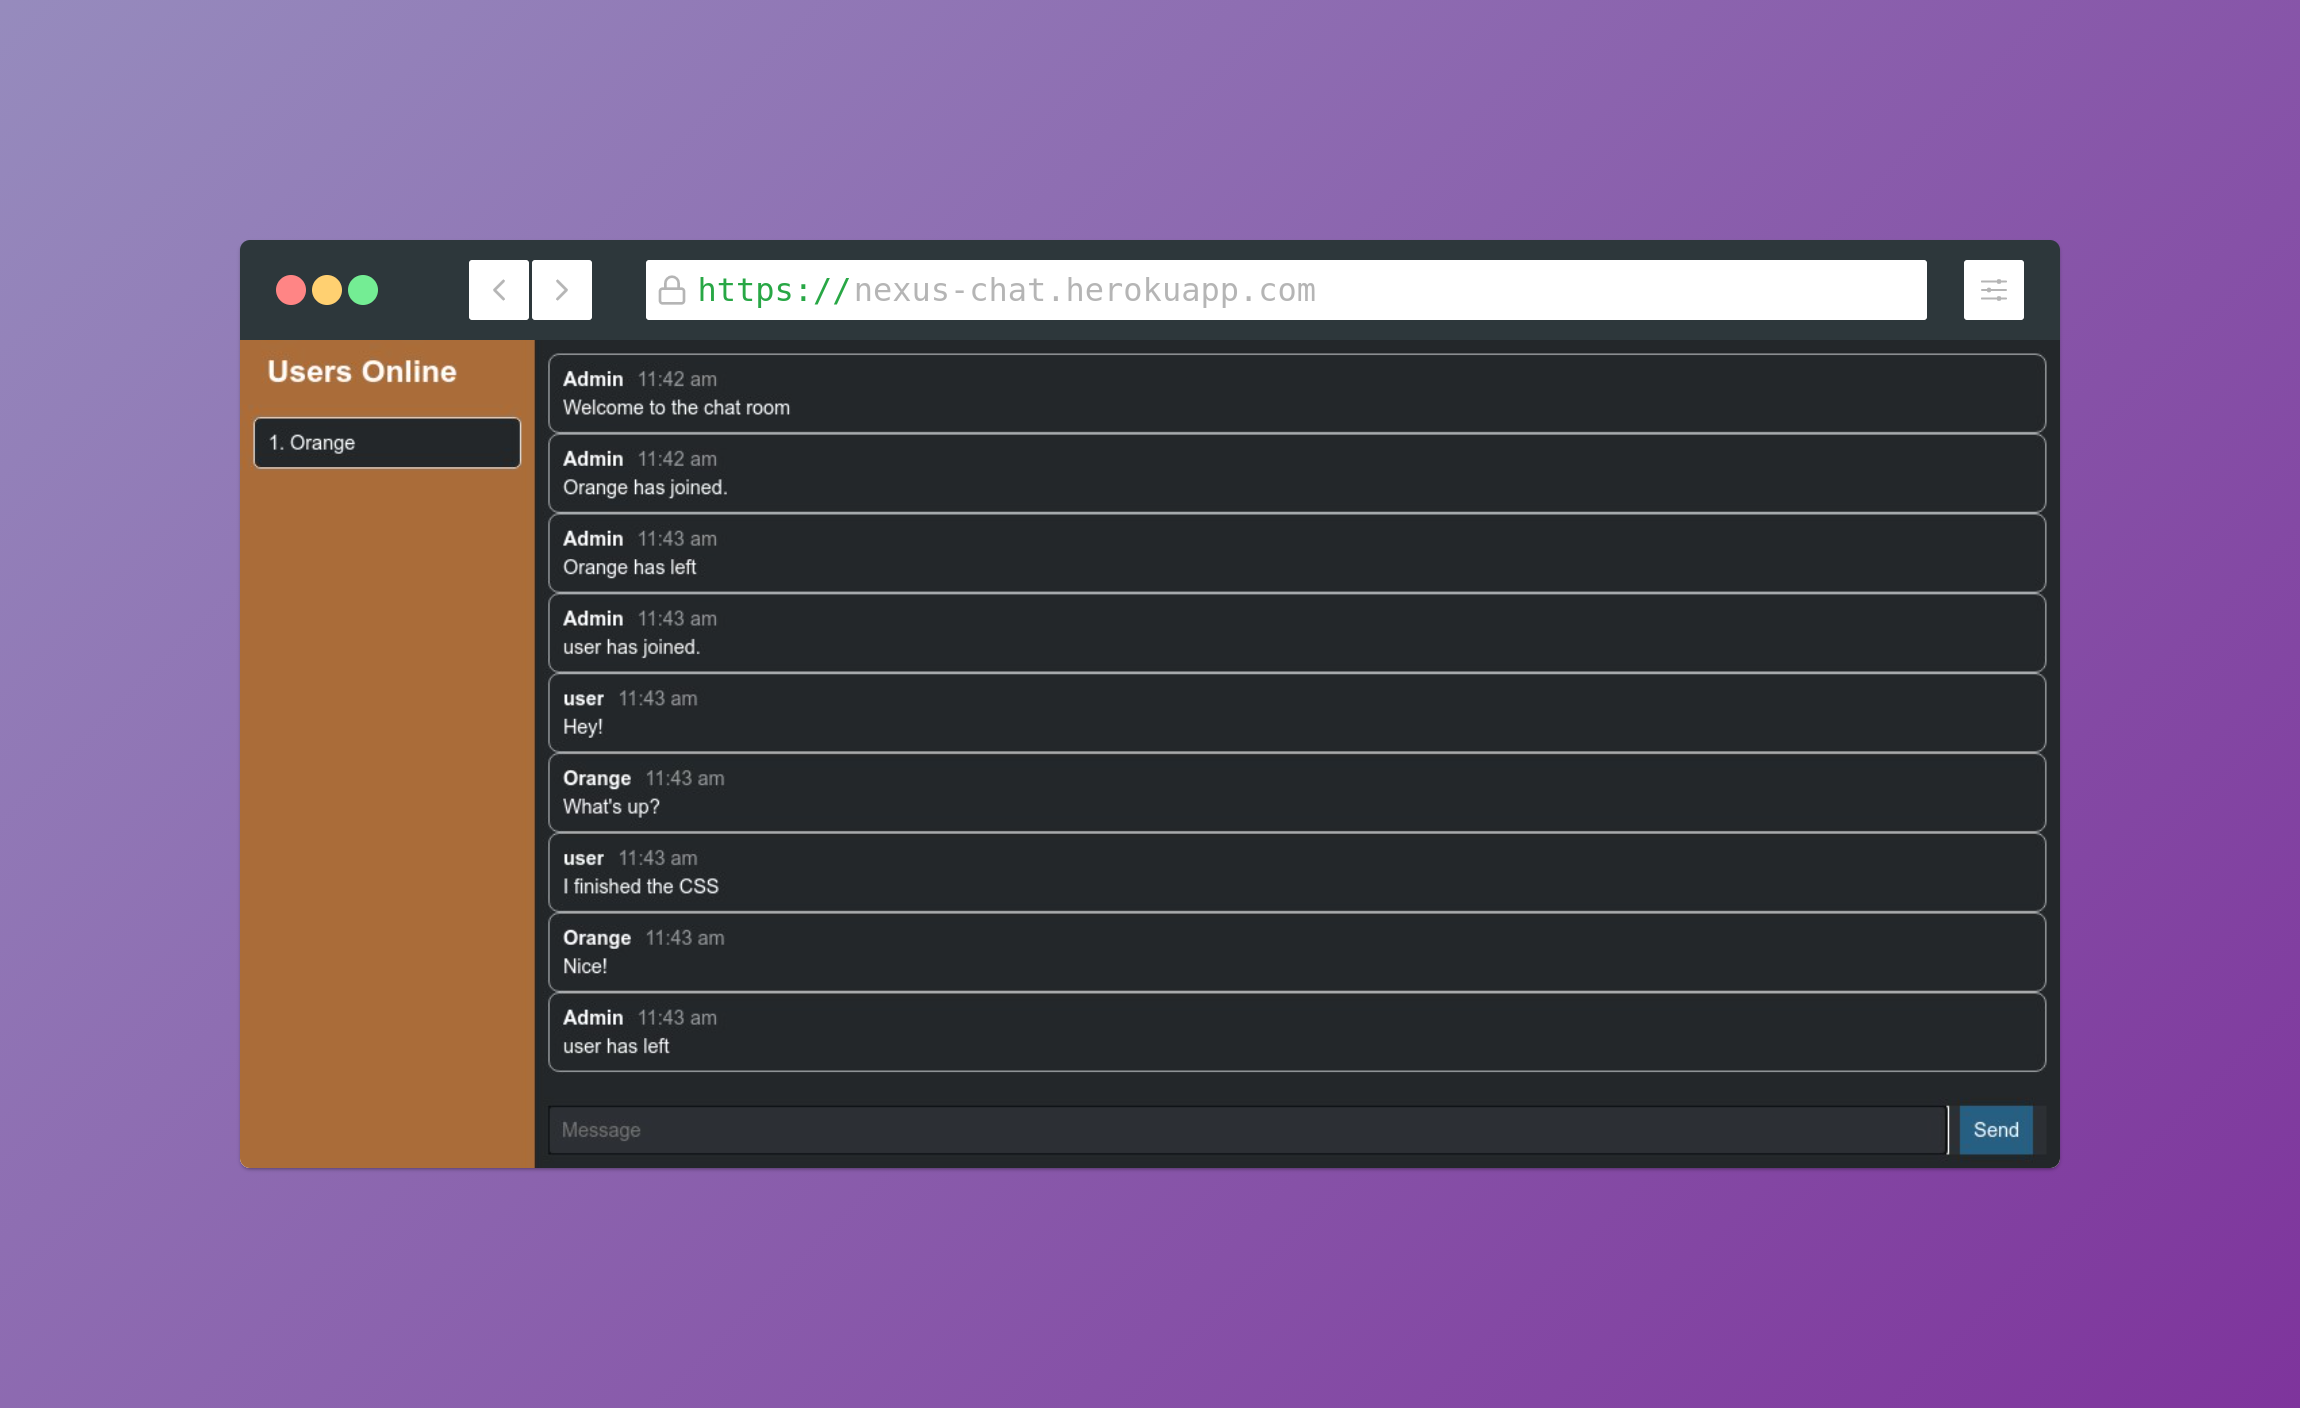 https://nexus-chat.herokuapp.com
Users Online
1. Orange
Admin 11:42 am
Welcome to the chat room
Admin 11:42 am
Orange has joined.
Admin 11:43 am
Orange has left
Admin 11:43 am
user has joined.
user 11:43 am
Hey!
Orange 11:43 am
What's up?
user 11:43 am
I finished the CSS
Orange 11:43 am
Nice!
Admin 11:43 am
user has left
Message
Send